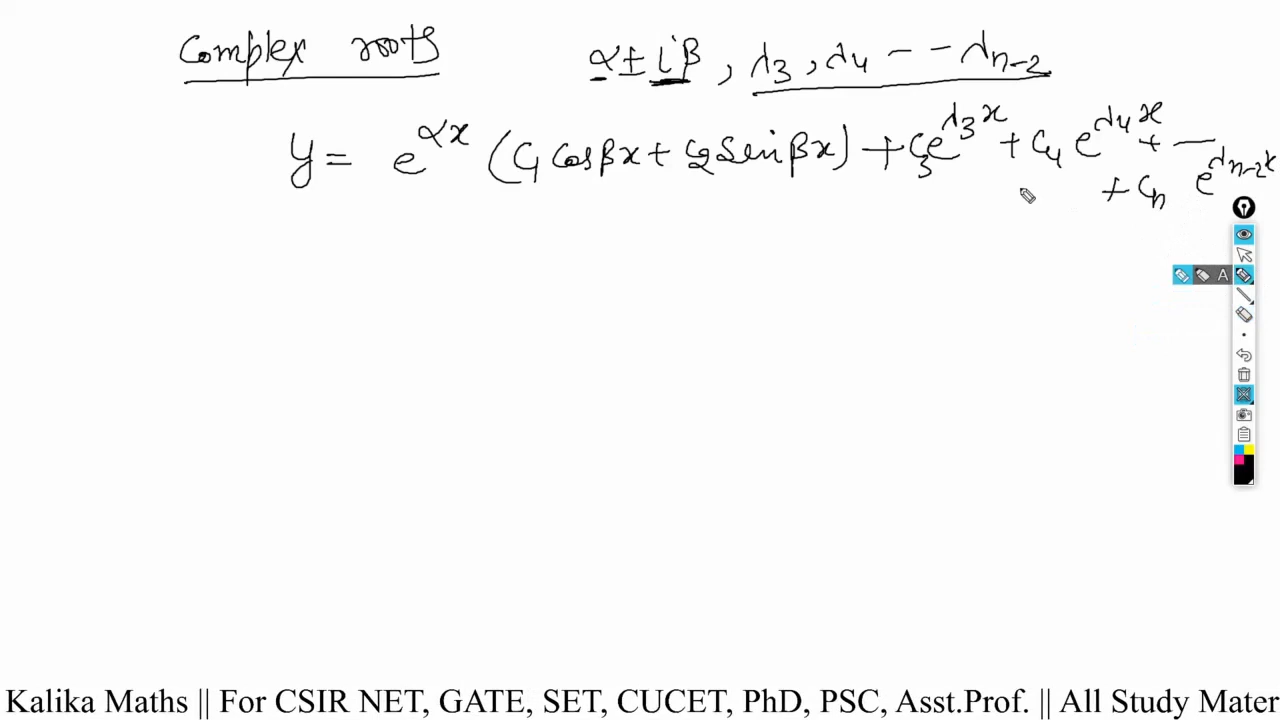 Complex roots α ± iβ, λ3, λ4 - - λn-2
y = e^αx (C1 Cosβx + C2 Sinβx) + C3 e^λ3x + C4 e^λ4x + —
+ Cn e^λn-2x
A
Kalika Maths || For CSIR NET, GATE, SET, CUCET, PhD, PSC, Asst.Prof. || All Study Mater